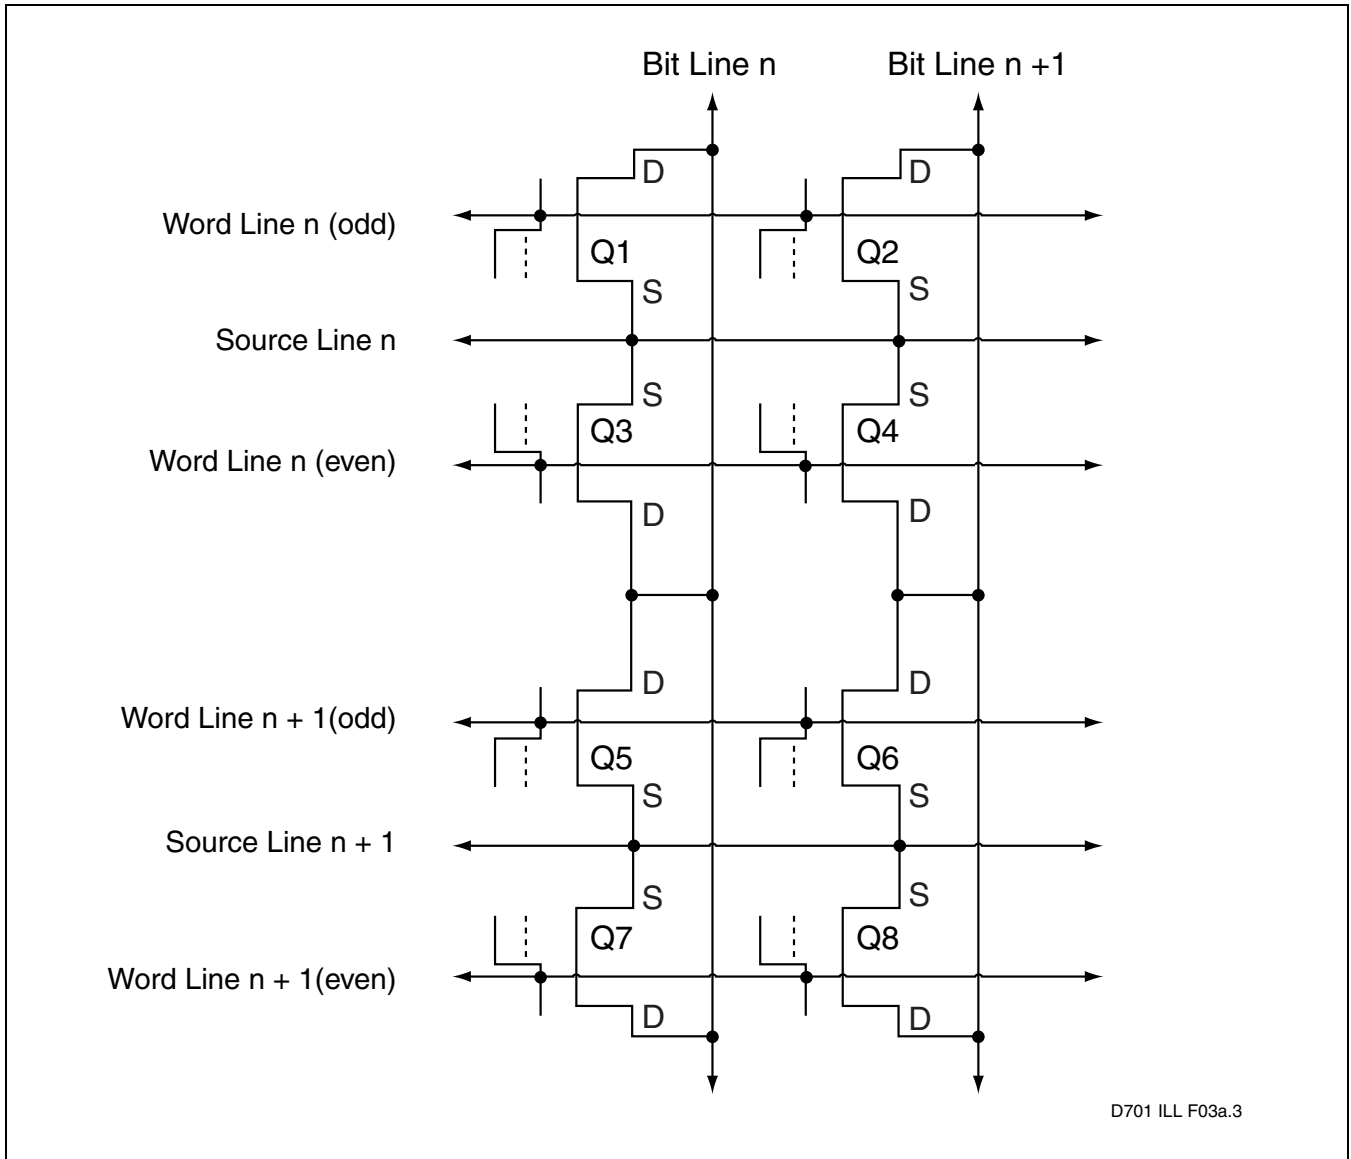 Bit Line n
Bit Line n +1
D
D
Word Line n (odd)
Q1
Q2
S
S
Source Line n
S
S
Q3
Q4
Word Line n (even)
D
D
D
D
Word Line n + 1(odd)
Q5
Q6
S
S
Source Line n + 1
S
S
Q7
Q8
Word Line n + 1(even)
D
D
D701 ILL F03a.3